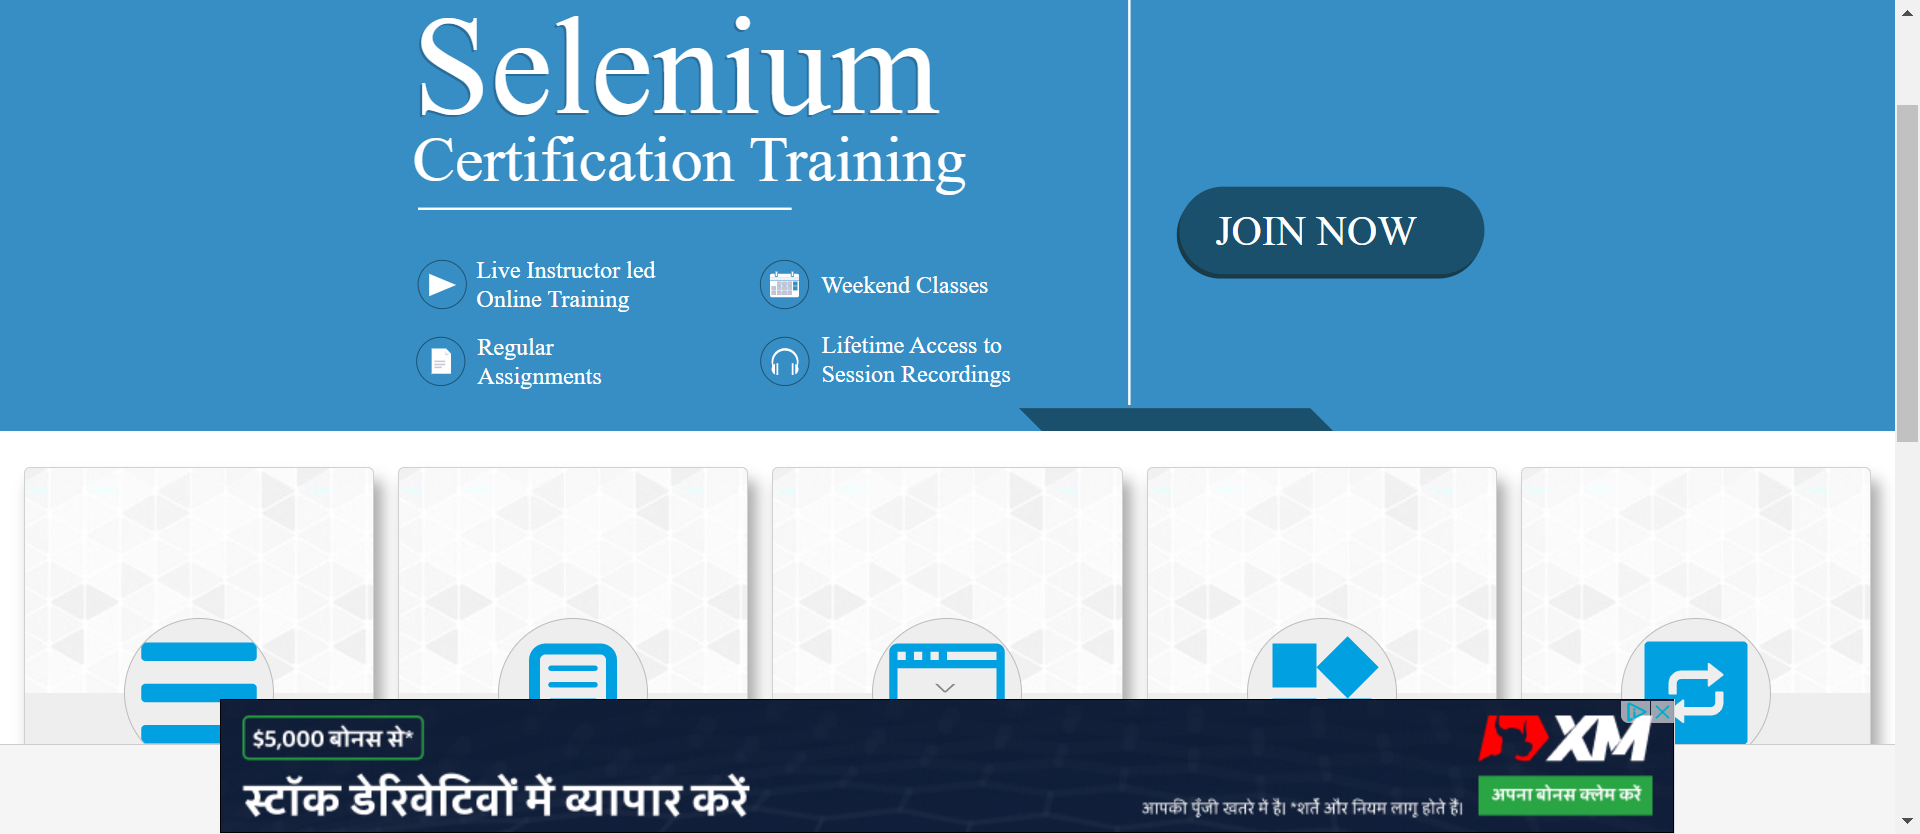 Selenium
Certification Training
JOIN NOW
Live Instructor led
Online Training
Weekend Classes
Regular
Assignments
Lifetime Access to
Session Recordings
$5,000 बोनस से*
स्टॉक डेरिवेटिवों में व्यापार करें
आपकी पूँजी खतरे में है। *शर्तें और नियम लागू होते हैं।
XM
अपना बोनस क्लेम करें